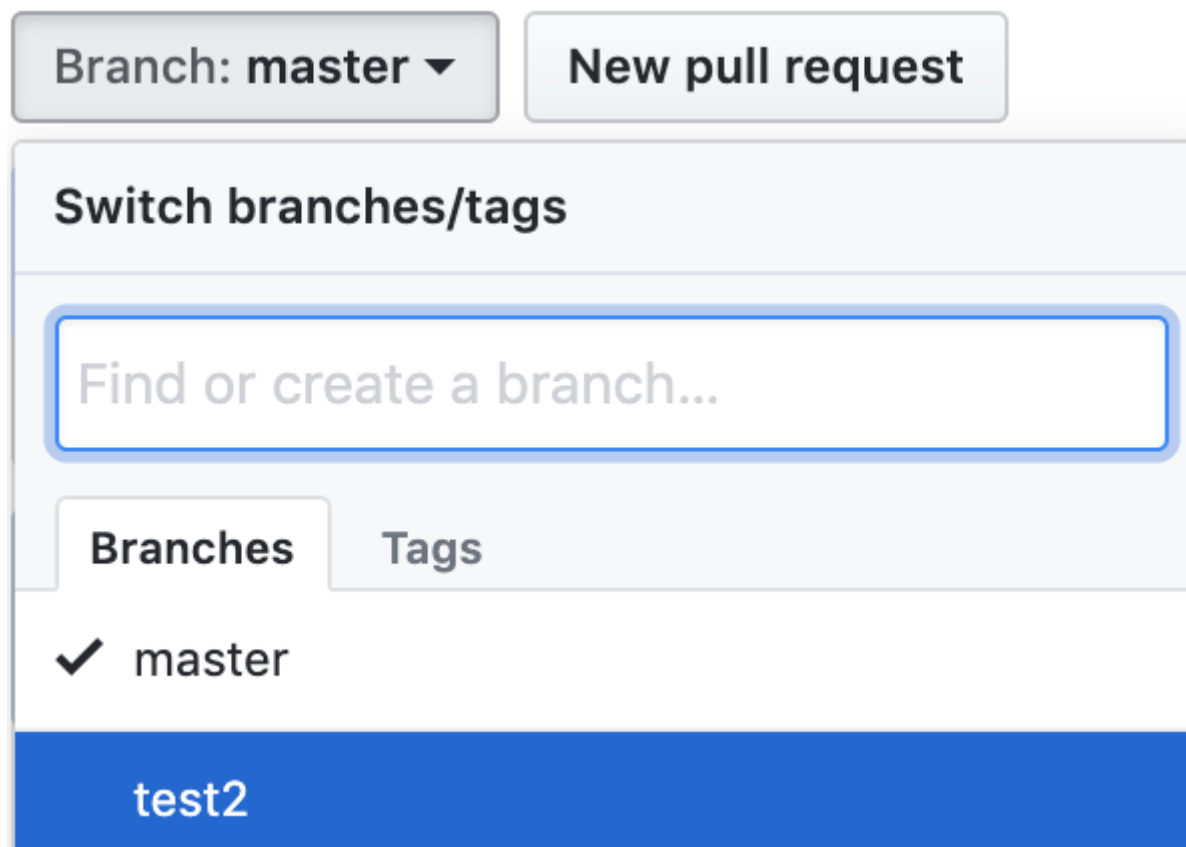 Branch: master New pull request
Switch branches/tags
Find or create a branch...
Branches Tags
master
test2